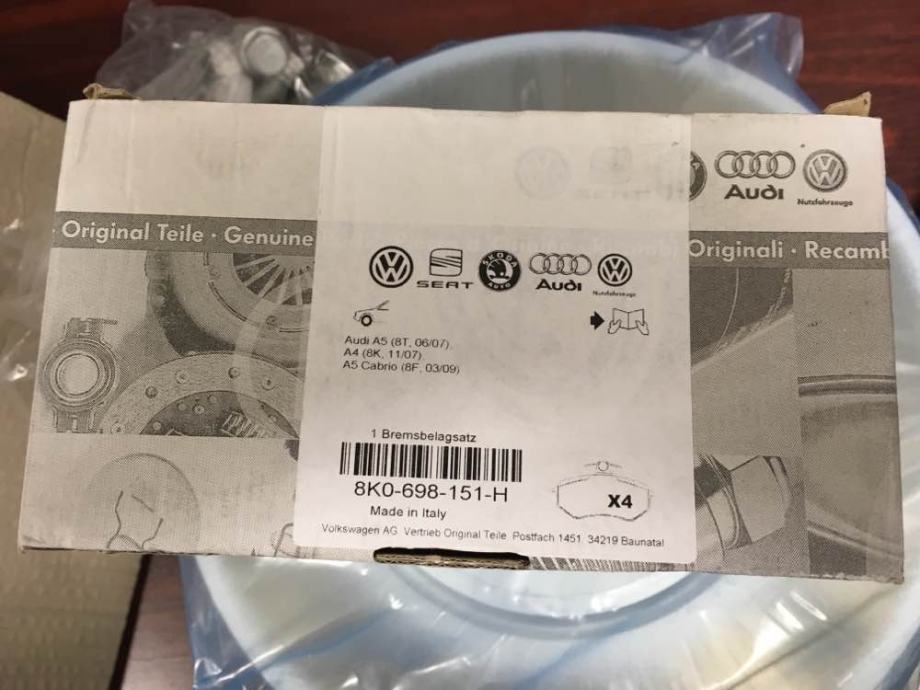 Audi
Nutzfahrzeuge
· Original Teile · Genuine
Originali · Recamb
SEAT
ŠKODA
AUTO
Audi
Nutzfahrzeuge
Audi A5 (8T, 06/07),
A4 (8K, 11/07),
A5 Cabrio (8F, 03/09)
1 Bremsbelagsatz
8K0-698-151-H
X4
Made in Italy
Volkswagen AG Vertrieb Original Teile Postfach 1451 34219 Baunatal